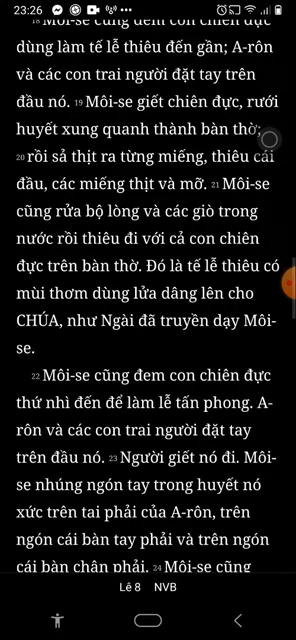 23:26
18 Môi-se cũng đem con chiên đực
dùng làm tế lễ thiêu đến gần; A-rôn
và các con trai người đặt tay trên
đầu nó. 19 Môi-se giết chiên đực, rưới
huyết xung quanh thành bàn thờ;
20 rồi sả thịt ra từng miếng, thiêu cái
đầu, các miếng thịt và mỡ. 21 Môi-se
cũng rửa bộ lòng và các giò trong
nước rồi thiêu đi với cả con chiên
đực trên bàn thờ. Đó là tế lễ thiêu có
mùi thơm dùng lửa dâng lên cho
CHÚA, như Ngài đã truyền dạy Môi-
se.
22 Môi-se cũng đem con chiên đực
thứ nhì đến để làm lễ tấn phong. A-
rôn và các con trai người đặt tay
trên đầu nó. 23 Người giết nó đi. Môi-
se nhúng ngón tay trong huyết nó
xức trên tai phải của A-rôn, trên
ngón cái bàn tay phải và trên ngón
cái bàn chân phải. 24 Môi-se cũng
Lê 8 NVB